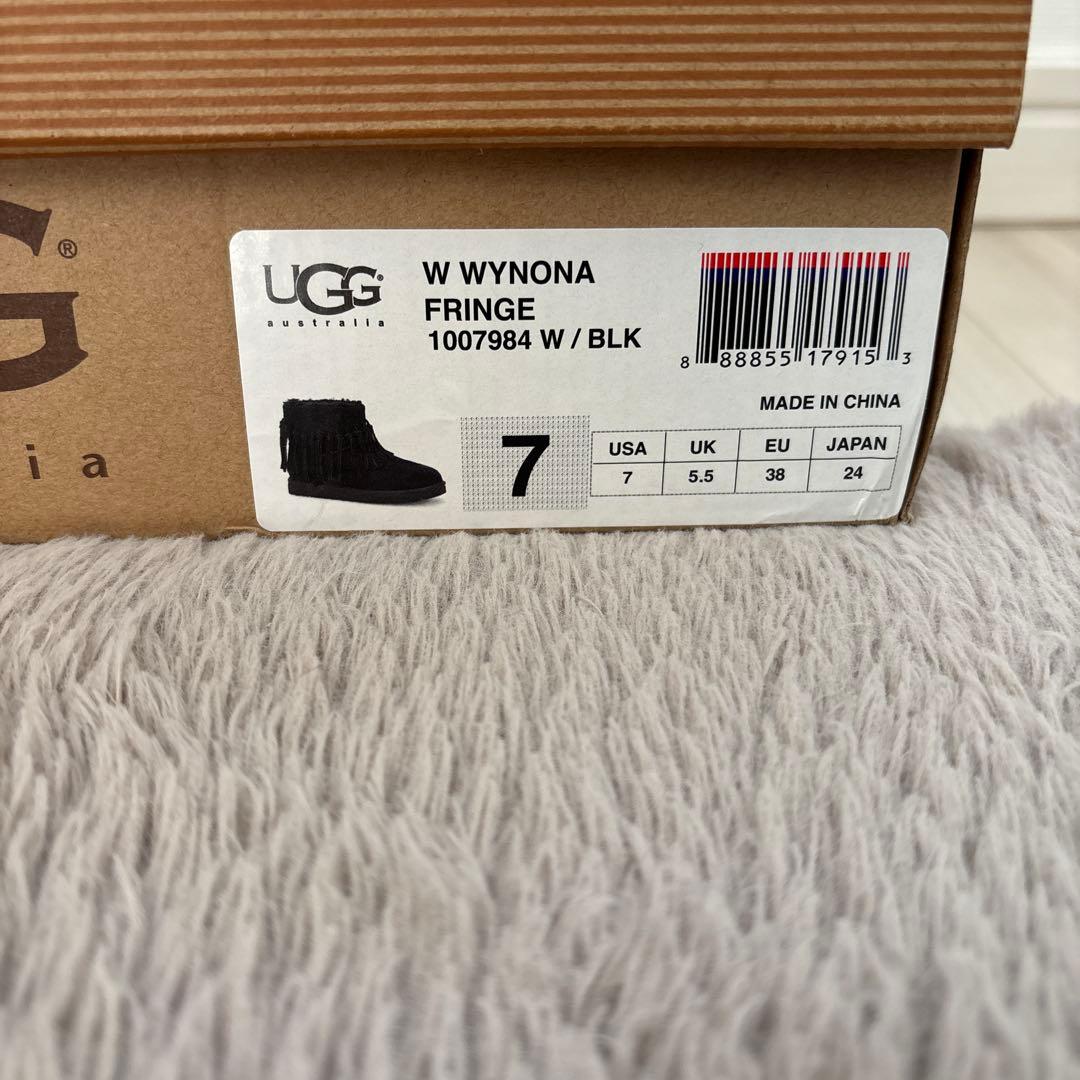 G®
ia
UGG®
australia
W WYNONA
FRINGE
1007984 W / BLK
8 88855 17915 3
MADE IN CHINA
7
USA UK EU JAPAN
7 5.5 38 24